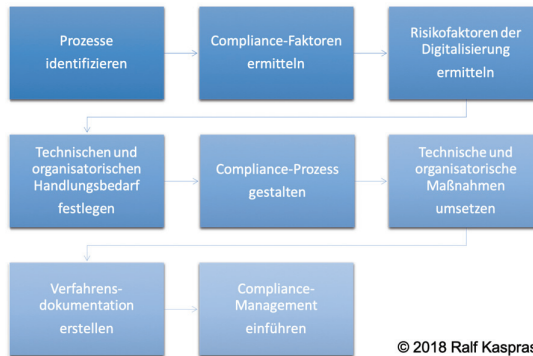 Prozesse
identifizieren
Compliance-Faktoren
ermitteln
Risikofaktoren der
Digitalisierung
ermitteln
Technischen und
organisatorischen
Handlungsbedarf
festlegen
Compliance-Prozess
gestalten
Technische und
organisatorische
Maßnahmen
umsetzen
Verfahrens-
dokumentation
erstellen
Compliance-
Management
einführen
© 2018 Ralf Kaspras